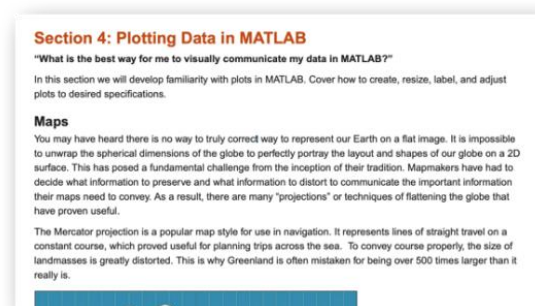 Section 4: Plotting Data in MATLAB
"What is the best way for me to visually communicate my data in MATLAB?"
In this section we will develop familiarity with plots in MATLAB. Cover how to create, resize, label, and adjust
plots to desired specifications.
Maps
You may have heard there is no way to truly correct way to represent our Earth on a flat image. It is impossible
to unwrap the spherical dimensions of the globe to perfectly portray the layout and shapes of our globe on a 2D
surface. This has posed a fundamental challenge from the inception of their tradition. Mapmakers have had to
decide what information to preserve and what information to distort to communicate the important information
their maps need to convey. As a result, there are many "projections" or techniques of flattening the globe that
have proven useful.
The Mercator projection is a popular map style for use in navigation. It represents lines of straight travel on a
constant course, which proved useful for planning trips across the sea. To convey course properly, the size of
landmasses is greatly distorted. This is why Greenland is often mistaken for being over 500 times larger than it
really is.